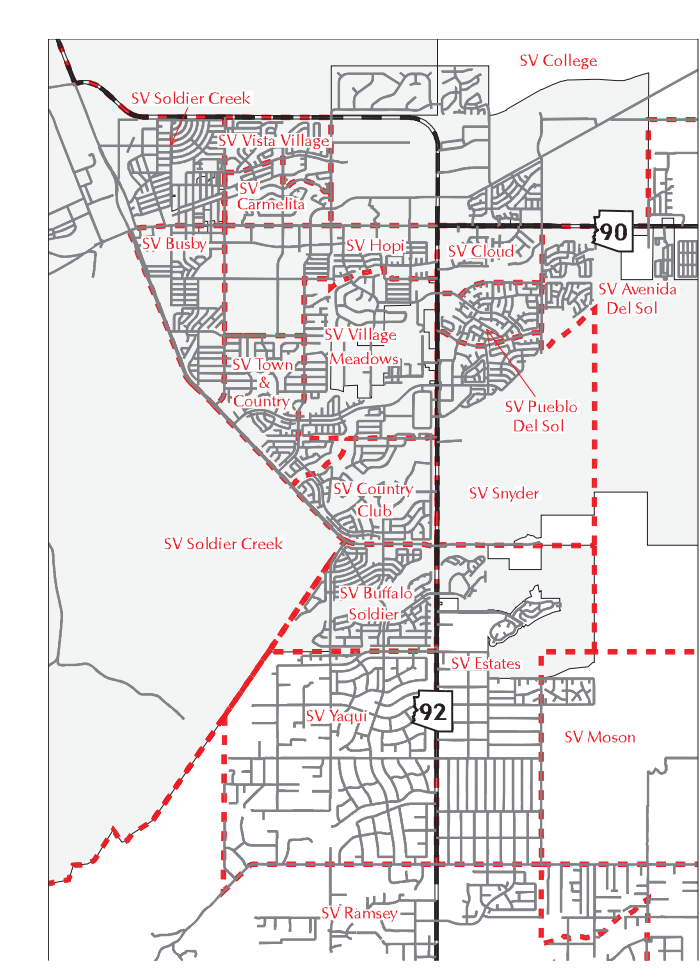 SV College
SV Soldier Creek
SV Vista Village
SV
Carmelita
90
SV Busby
SV Hopi
SV Cloud
SV Avenida
Del Sol
SV Village
Meadows
SV Town
&
Country
SV Pueblo
Del Sol
SV Country
Club
SV Snyder
SV Soldier Creek
SV Buffalo
Soldier
SV Estates
SV Yaqui
92
SV Moson
SV Ramsey